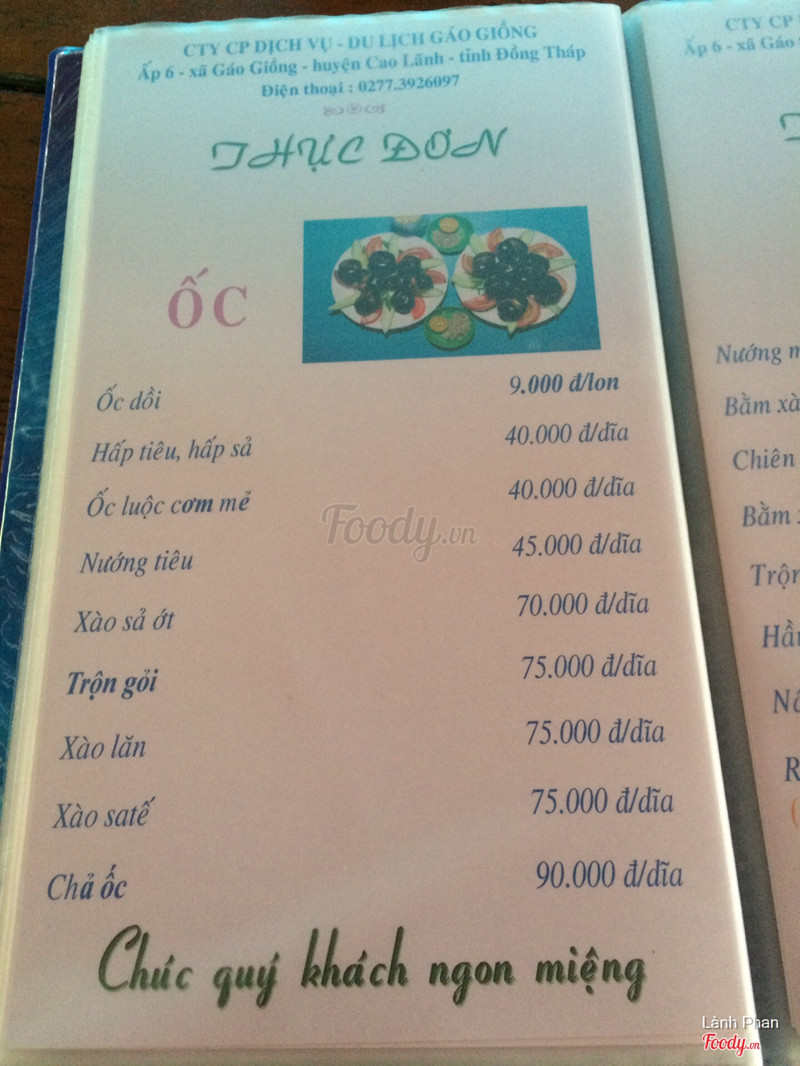 CTY CP DỊCH VỤ - DU LỊCH GÁO GIỒNG
Ấp 6 - xã Gáo Giồng - huyện Cao Lãnh - tỉnh Đồng Tháp
Điện thoại : 0277.3926097
THỰC ĐƠN
ỐC
Ốc dồi 9.000 đ/lon
Hấp tiêu, hấp sả 40.000 đ/dĩa
Ốc luộc cơm mẻ 40.000 đ/dĩa
Nướng tiêu 45.000 đ/dĩa
Xào sả ớt 70.000 đ/dĩa
Trộn gỏi 75.000 đ/dĩa
Xào lăn 75.000 đ/dĩa
Xào satế 75.000 đ/dĩa
Chả ốc 90.000 đ/dĩa
Chúc quý khách ngon miệng
CTY CP
Ấp 6 - xã Gáo
Nướng
Bằm xà
Chiên
Bằm
Trộn
Foody.vn
Lành Phan
Foody.vn